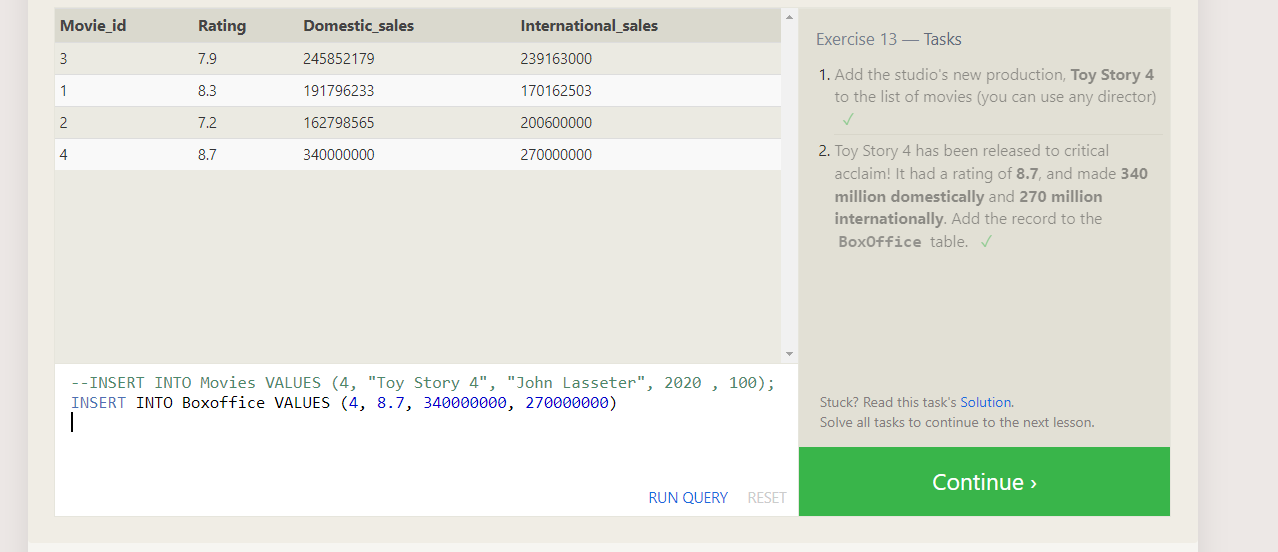 Movie_id Rating Domestic_sales International_sales
3 7.9 245852179 239163000
1 8.3 191796233 170162503
2 7.2 162798565 200600000
4 8.7 340000000 270000000
--INSERT INTO Movies VALUES (4, "Toy Story 4", "John Lasseter", 2020 , 100);
INSERT INTO Boxoffice VALUES (4, 8.7, 340000000, 270000000)
RUN QUERY RESET
Exercise 13 — Tasks
1. Add the studio's new production, Toy Story 4
to the list of movies (you can use any director)
✓
2. Toy Story 4 has been released to critical
acclaim! It had a rating of 8.7, and made 340
million domestically and 270 million
internationally. Add the record to the
BoxOffice table. ✓
Stuck? Read this task's Solution.
Solve all tasks to continue to the next lesson.
Continue ›